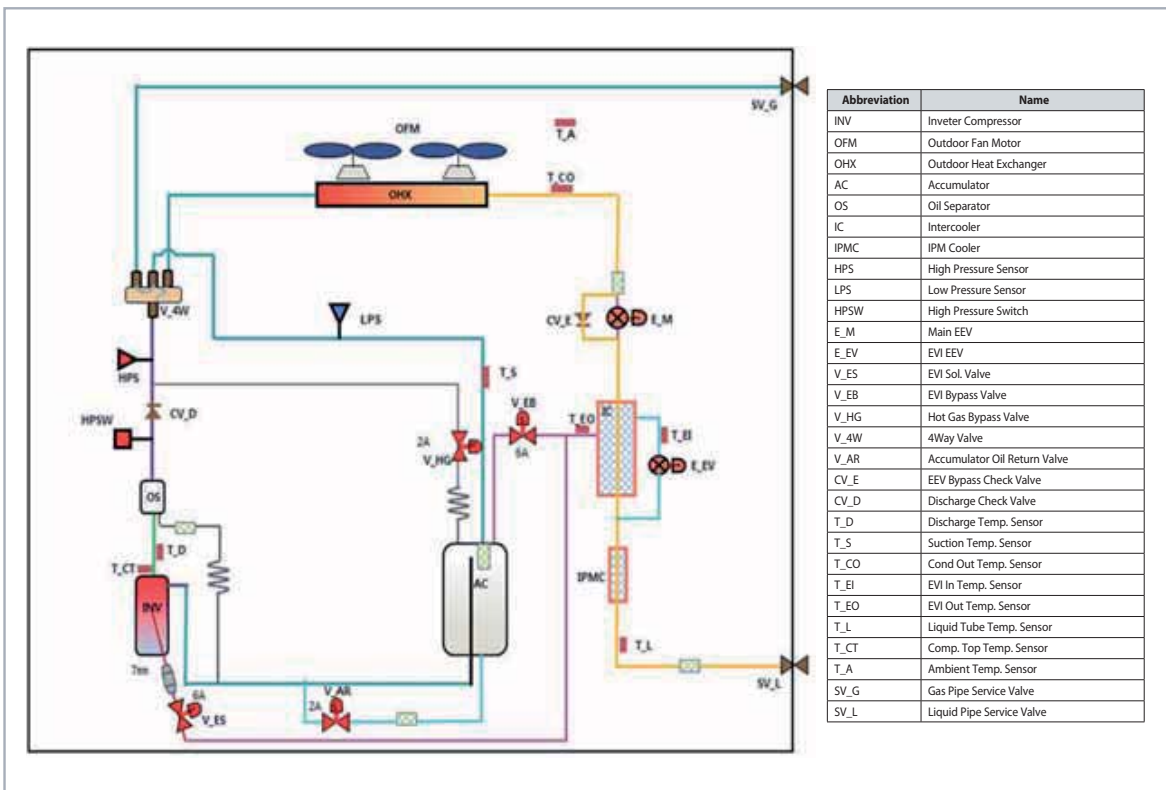 SV_G
OFM
T_A
T_CO
OHX
V_4W
LPS
CV_E
E_M
HPS
T_S
CV_D
HPSW
V_EB
T_EO
IC
2A
V_HG
6A
T_EI
E_EV
OS
T_D
T_CT
AC
IPMC
INV
T_L
7mm
SV_L
6A
V_AR
2A
V_ES
Abbreviation Name
INV Inveter Compressor
OFM Outdoor Fan Motor
OHX Outdoor Heat Exchanger
AC Accumulator
OS Oil Separator
IC Intercooler
IPMC IPM Cooler
HPS High Pressure Sensor
LPS Low Pressure Sensor
HPSW High Pressure Switch
E_M Main EEV
E_EV EVI EEV
V_ES EVI Sol. Valve
V_EB EVI Bypass Valve
V_HG Hot Gas Bypass Valve
V_4W 4Way Valve
V_AR Accumulator Oil Return Valve
CV_E EEV Bypass Check Valve
CV_D Discharge Check Valve
T_D Discharge Temp. Sensor
T_S Suction Temp. Sensor
T_CO Cond Out Temp. Sensor
T_EI EVI In Temp. Sensor
T_EO EVI Out Temp. Sensor
T_L Liquid Tube Temp. Sensor
T_CT Comp. Top Temp. Sensor
T_A Ambient Temp. Sensor
SV_G Gas Pipe Service Valve
SV_L Liquid Pipe Service Valve